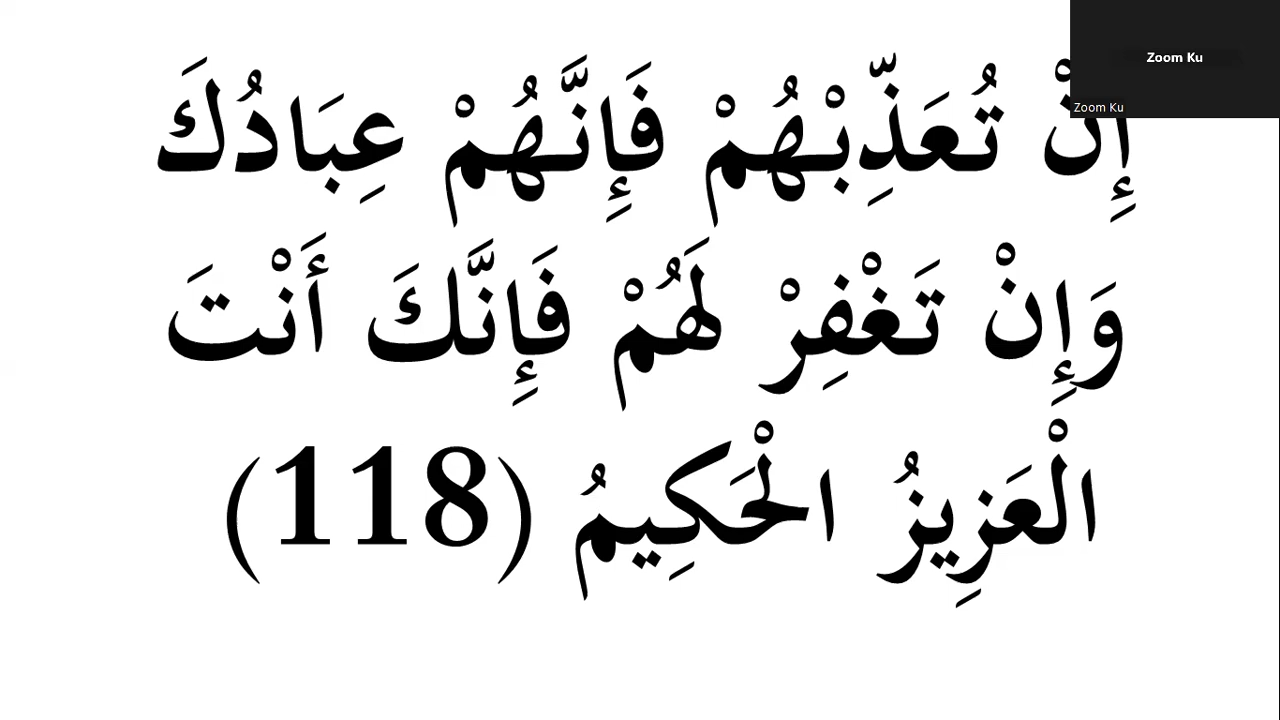 Zoom Ku
Zoom Ku
إِنْ تُعَذِّبْهُمْ فَإِنَّهُمْ عِبَادُكَ
وَإِنْ تَغْفِرْ لَهُمْ فَإِنَّكَ أَنْتَ
الْعَزِيزُ الْحَكِيمُ (118)